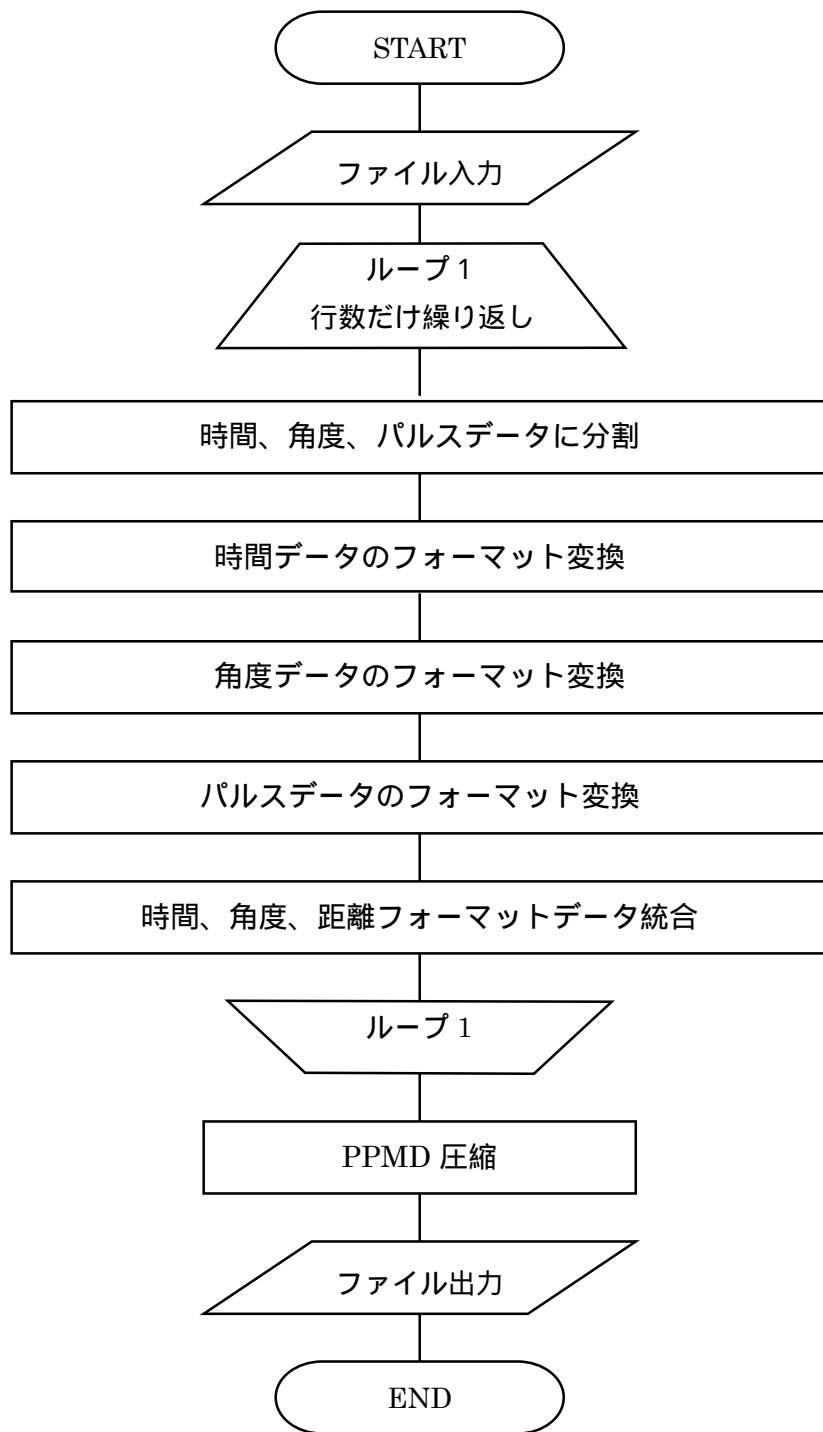 START
ファイル入力
ループ 1
行数だけ繰り返し
時間、角度、パルスデータに分割
時間データのフォーマット変換
角度データのフォーマット変換
パルスデータのフォーマット変換
時間、角度、距離フォーマットデータ統合
ループ 1
PPMD 圧縮
ファイル出力
END